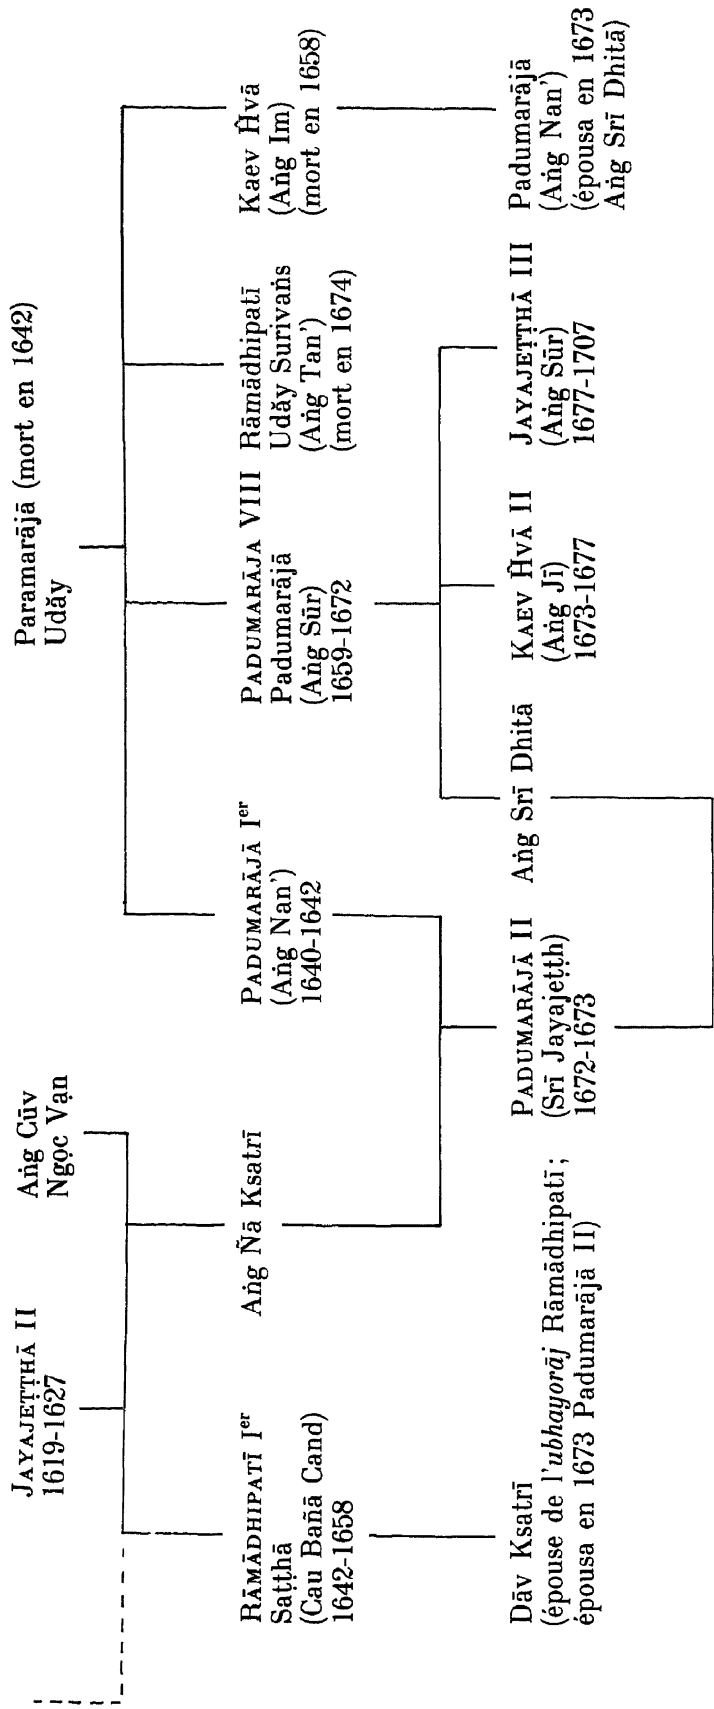 JAYAJEṬṬHĀ II
1619-1627
Aṅg Cūv
Ngọc Vạn
Paramarājā (mort en 1642)
Udăy
RĀMĀDHIPATĪ Iᵉʳ
Saṭṭhā
(Cau Bañā Cand)
1642-1658
Aṅg Ñā Ksatrī
PADUMARĀJĀ Iᵉʳ
(Aṅg Nan’)
1640-1642
PADUMARĀJA VIII
Padumarājā
(Aṅg Sūr)
1659-1672
Rāmādhipatī
Udăy Surivaṅs
(Aṅg Tan’)
(mort en 1674)
Kaev Ĥvā
(Aṅg Im)
(mort en 1658)
Dāv Ksatrī
(épouse de l’ubhayorāj Rāmādhipatī ;
épousa en 1673 Padumarājā II)
PADUMARĀJĀ II
(Srī Jayajeṭṭh)
1672-1673
Aṅg Srī Dhitā
KAEV ĤVĀ II
(Aṅg Jī)
1673-1677
JAYAJEṬṬHĀ III
(Aṅg Sūr)
1677-1707
Padumarājā
(Aṅg Nan’)
(épousa en 1673
Aṅg Srī Dhitā)